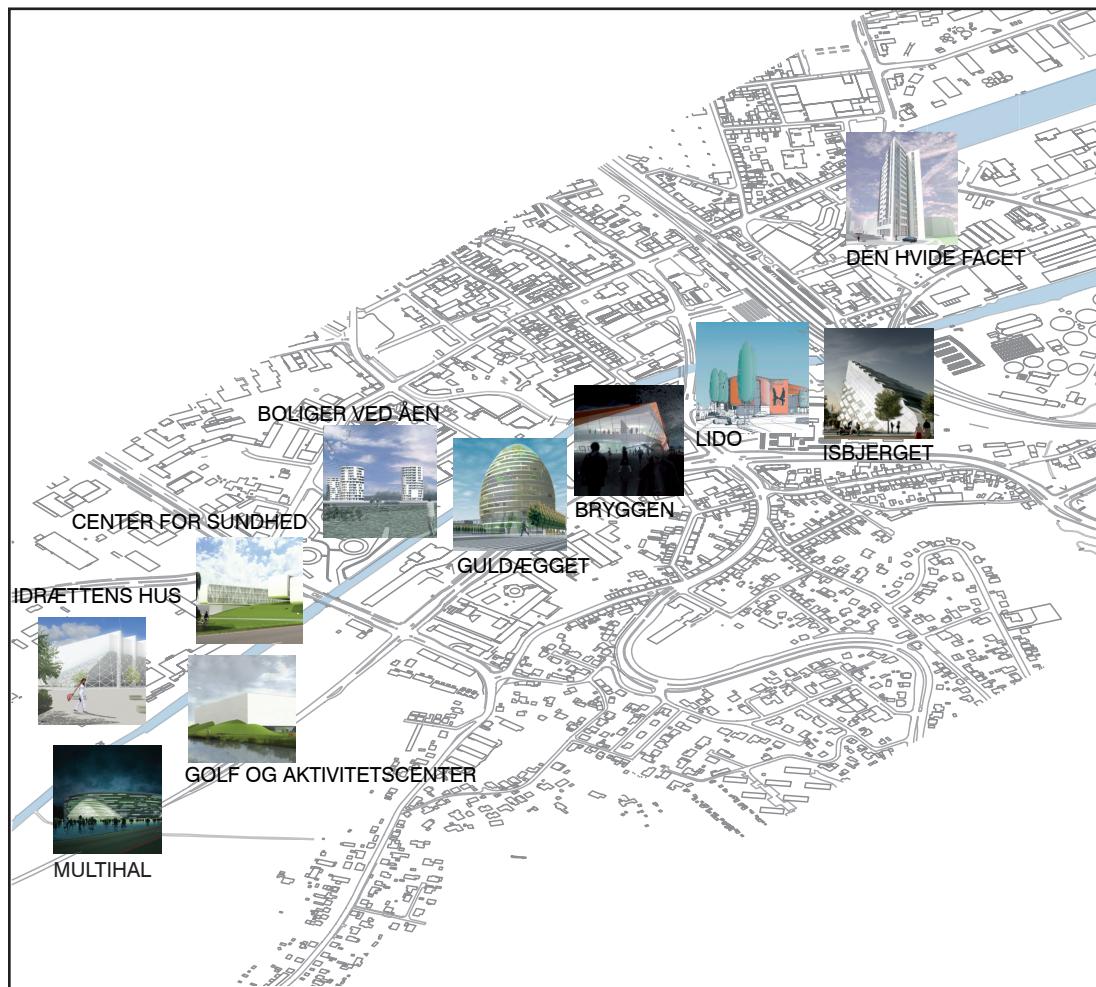 DEN HVIDE FACET
BOLIGER VED ÅEN
LIDO
ISBJERGET
BRYGGEN
CENTER FOR SUNDHED
GULDÆGGET
IDRÆTTENS HUS
GOLF OG AKTIVITETSCENTER
MULTIHAL